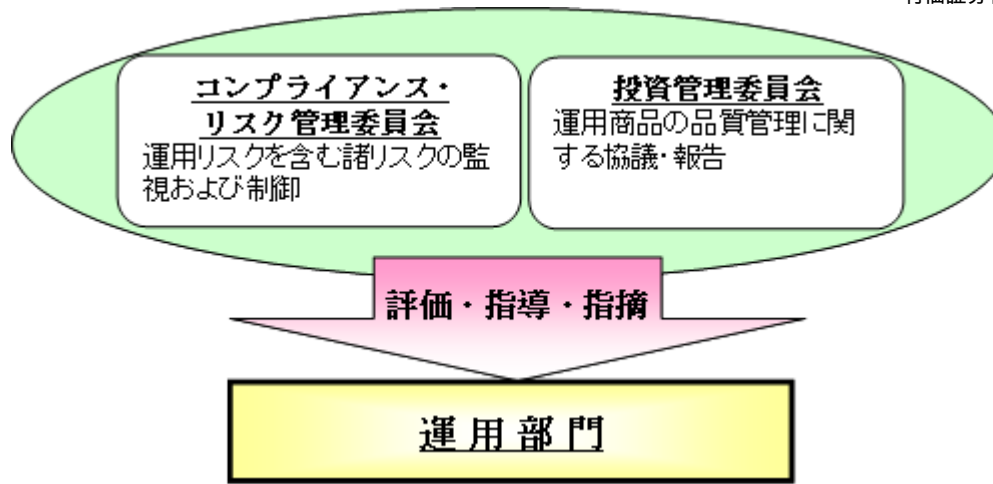 コンプライアンス・
リスク管理委員会
運用リスクを含む諸リスクの監
視および制御
投資管理委員会
運用商品の品質管理に関
する協議・報告
評価・指導・指摘
運用部門